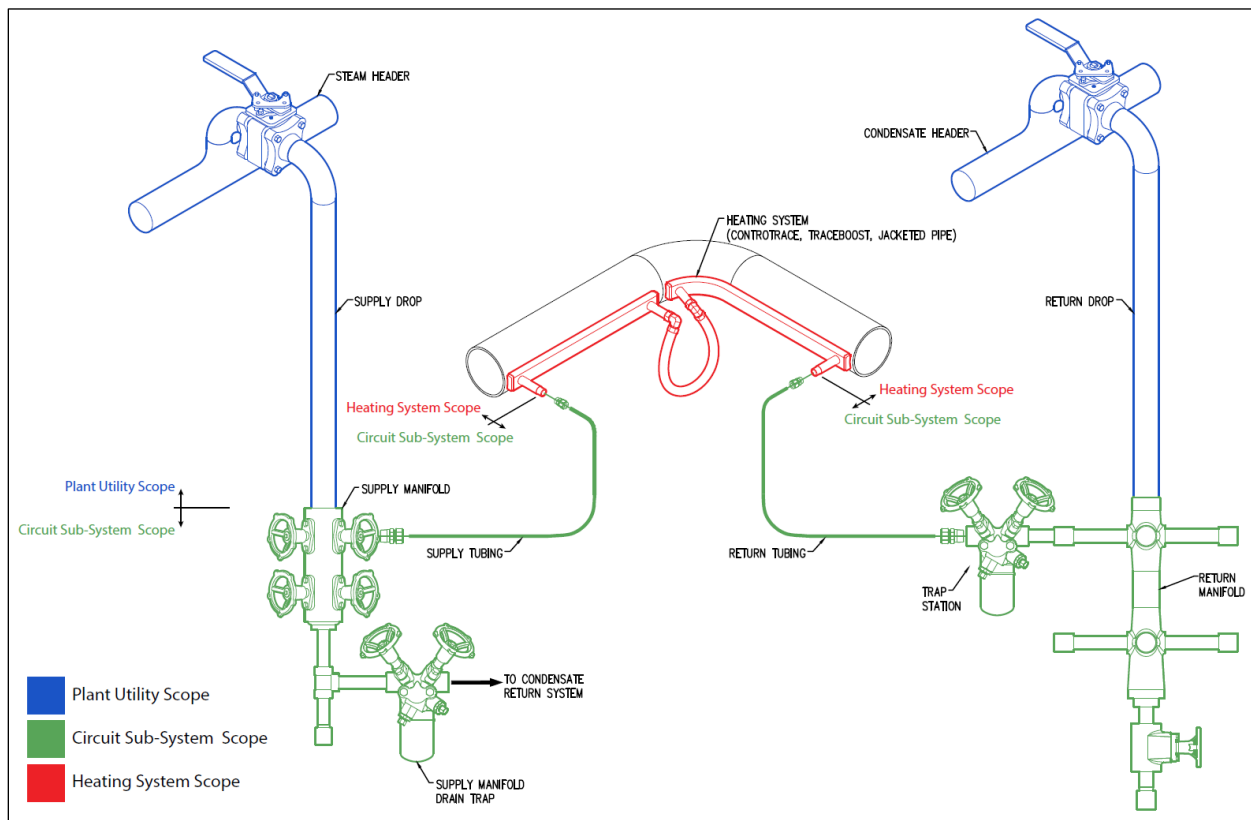 STEAM HEADER
CONDENSATE HEADER
HEATING SYSTEM
(CONTROTRACE, TRACEBOOST, JACKETED PIPE)
SUPPLY DROP
RETURN DROP
Heating System Scope
Circuit Sub-System Scope
Heating System Scope
Circuit Sub-System Scope
Plant Utility Scope
Circuit Sub-System Scope
SUPPLY MANIFOLD
SUPPLY TUBING
RETURN TUBING
TRAP
STATION
RETURN
MANIFOLD
TO CONDENSATE
RETURN SYSTEM
SUPPLY MANIFOLD
DRAIN TRAP
Plant Utility Scope
Circuit Sub-System Scope
Heating System Scope